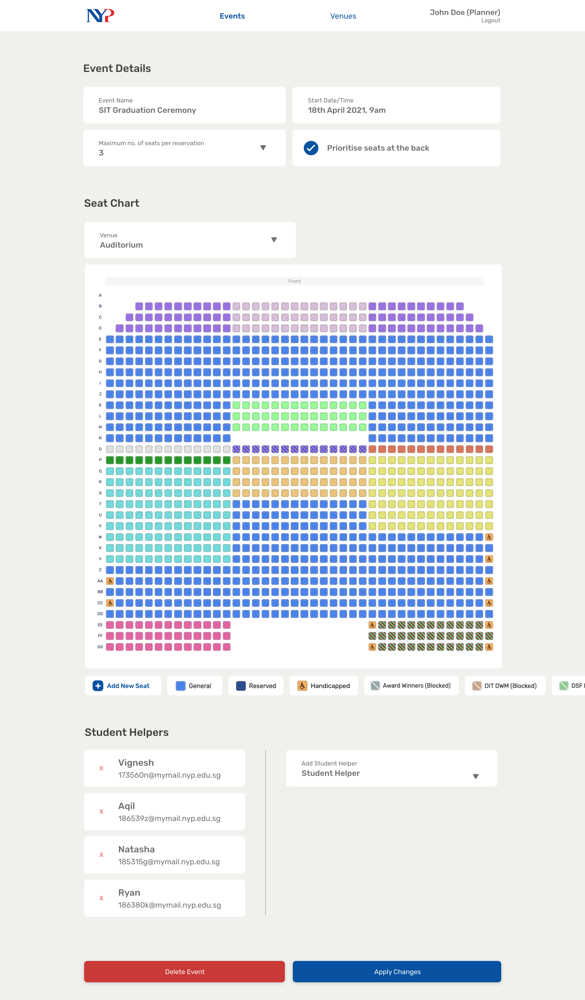 NYP
Events
Venues
John Doe (Planner)
Logout
Event Details
Event Name
SIT Graduation Ceremony
Start Date/Time
18th April 2021, 9am
Maximum no. of seats per reservation
3
Prioritise seats at the back
Seat Chart
Venue
Auditorium
Front
A
B
C
D
E
F
G
H
I
J
K
L
M
N
O
P
Q
R
S
T
U
V
W
X
Y
Z
AA
BB
CC
DD
EE
FF
GG
Add New Seat
General
Reserved
Handicapped
Award Winners (Blocked)
DIT DWM (Blocked)
DSF
Student Helpers
X
Vignesh
173560n@mymail.nyp.edu.sg
X
Aqil
186539z@mymail.nyp.edu.sg
X
Natasha
185315g@mymail.nyp.edu.sg
X
Ryan
186380k@mymail.nyp.edu.sg
Add Student Helper
Student Helper
Delete Event
Apply Changes